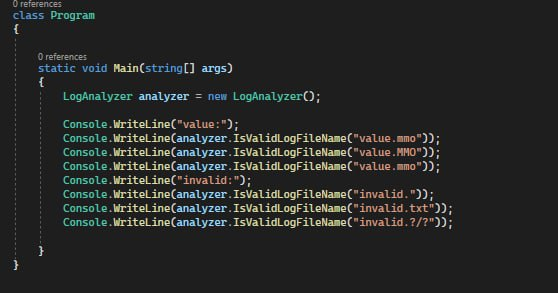 0 references
class Program
{
0 references
static void Main(string[] args)
{
LogAnalyzer analyzer = new LogAnalyzer();
Console.WriteLine("value:");
Console.WriteLine(analyzer.IsValidLogFileName("value.mmo"));
Console.WriteLine(analyzer.IsValidLogFileName("value.MMO"));
Console.WriteLine(analyzer.IsValidLogFileName("value.mmo"));
Console.WriteLine("invalid:");
Console.WriteLine(analyzer.IsValidLogFileName("invalid."));
Console.WriteLine(analyzer.IsValidLogFileName("invalid.txt"));
Console.WriteLine(analyzer.IsValidLogFileName("invalid.?/?"));
}
}